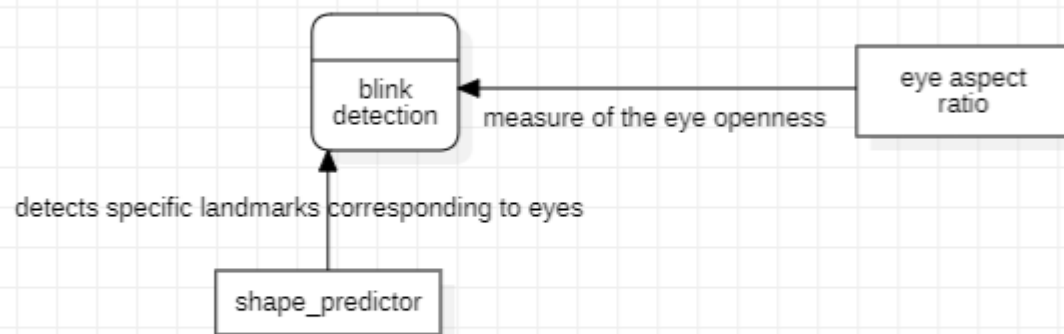 blink
detection
eye aspect
ratio
measure of the eye openness
detects specific landmarks corresponding to eyes
shape_predictor